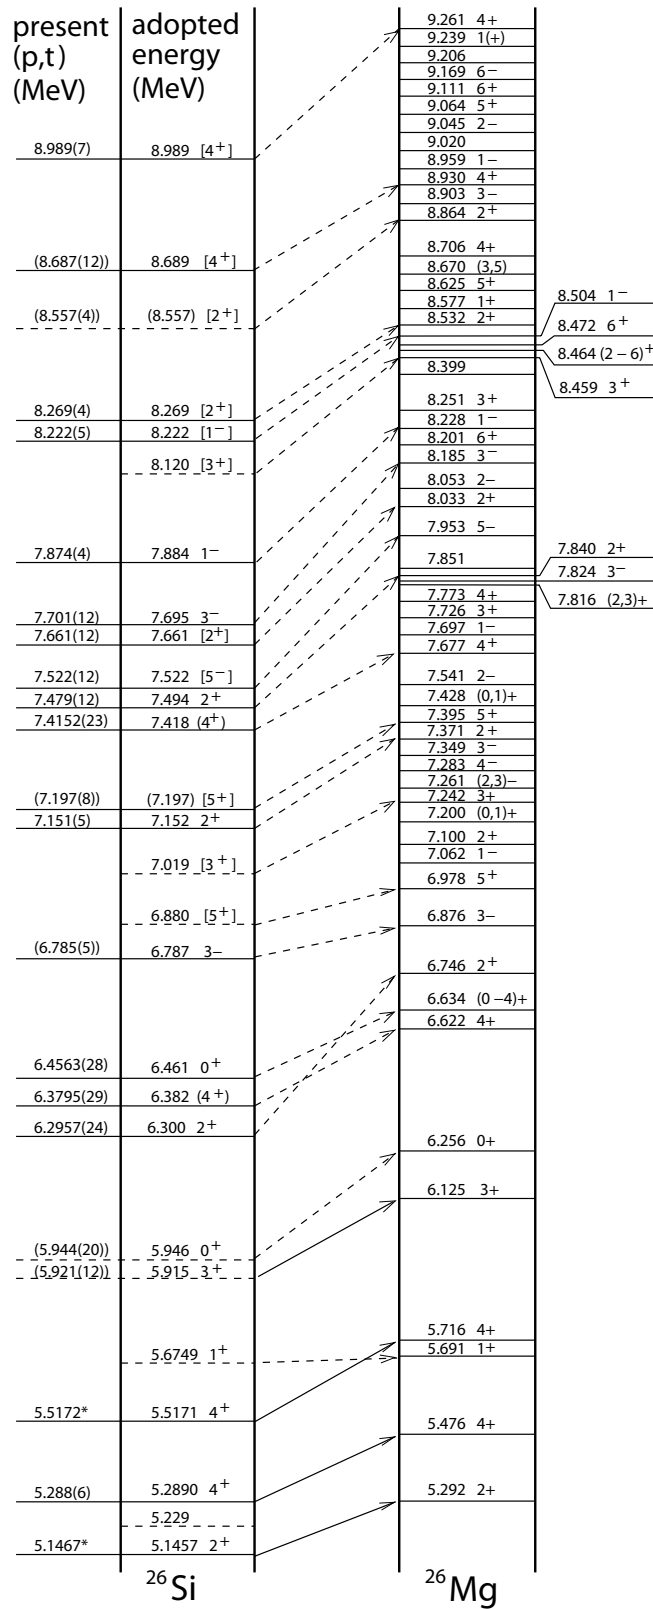 present
(p,t)
(MeV)
adopted
energy
(MeV)
8.989(7) 8.989 [4+]
(8.687(12)) 8.689 [4+]
(8.557(4)) (8.557) [2+]
8.269(4) 8.269 [2+]
8.222(5) 8.222 [1−]
8.120 [3+]
7.874(4) 7.884 1−
7.701(12) 7.695 3−
7.661(12) 7.661 [2+]
7.522(12) 7.522 [5−]
7.479(12) 7.494 2+
7.4152(23) 7.418 (4+)
(7.197(8)) (7.197) [5+]
7.151(5) 7.152 2+
7.019 [3+]
6.880 [5+]
(6.785(5)) 6.787 3−
6.4563(28) 6.461 0+
6.3795(29) 6.382 (4+)
6.2957(24) 6.300 2+
(5.944(20)) 5.946 0+
(5.921(12)) 5.915 3+
5.6749 1+
5.5172* 5.5171 4+
5.288(6) 5.2890 4+
5.229
5.1467* 5.1457 2+
26Si
9.261 4+
9.239 1(+)
9.206
9.169 6−
9.111 6+
9.064 5+
9.045 2−
9.020
8.959 1−
8.930 4+
8.903 3−
8.864 2+
8.706 4+
8.670 (3,5)
8.625 5+
8.577 1+
8.532 2+
8.399
8.251 3+
8.228 1−
8.201 6+
8.185 3−
8.053 2−
8.033 2+
7.953 5−
7.851
7.773 4+
7.726 3+
7.697 1−
7.677 4+
7.541 2−
7.428 (0,1)+
7.395 5+
7.371 2+
7.349 3−
7.283 4−
7.261 (2,3)−
7.242 3+
7.200 (0,1)+
7.100 2+
7.062 1−
6.978 5+
6.876 3−
6.746 2+
6.634 (0−4)+
6.622 4+
6.256 0+
6.125 3+
5.716 4+
5.691 1+
5.476 4+
5.292 2+
26Mg
8.504 1−
8.472 6+
8.464 (2−6)+
8.459 3+
7.840 2+
7.824 3−
7.816 (2,3)+